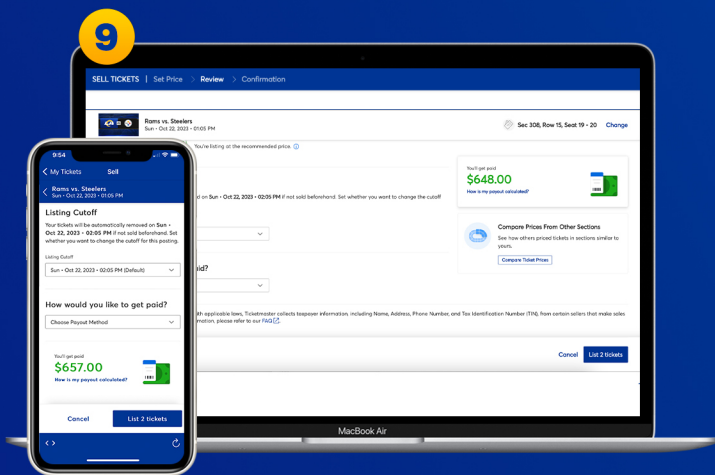 9
SELL TICKETS | Set Price > Review > Confirmation
Rams vs. Steelers
Sun • Oct 22, 2023 • 01:05 PM
Sec 308, Row 15, Seat 19 - 20 Change
You're listing at the recommended price.
You'll get paid
$648.00
How is my payout calculated?
d on Sun • Oct 22, 2023 • 02:05 PM if not sold beforehand. Set whether you want to change the cutoff
Compare Prices From Other Sections
See how others priced tickets in sections similar to
yours.
Compare Ticket Prices
aid?
ith applicable laws, Ticketmaster collects taxpayer information, including Name, Address, Phone Number, and Tax Identification Number (TIN), from certain sellers that make sales
rmation, please refer to our FAQ
Cancel List 2 tickets
MacBook Air
9:54
< My Tickets Sell
< Rams vs. Steelers
Sun • Oct 22, 2023 • 01:05 PM
Listing Cutoff
Your tickets will be automatically removed on Sun •
Oct 22, 2023 • 02:05 PM if not sold beforehand. Set
whether you want to change the cutoff for this posting.
Listing Cutoff
Sun • Oct 22, 2023 • 02:05 PM (Default)
How would you like to get paid?
Choose Payout Method
You'll get paid
$657.00
How is my payout calculated?
Cancel List 2 tickets